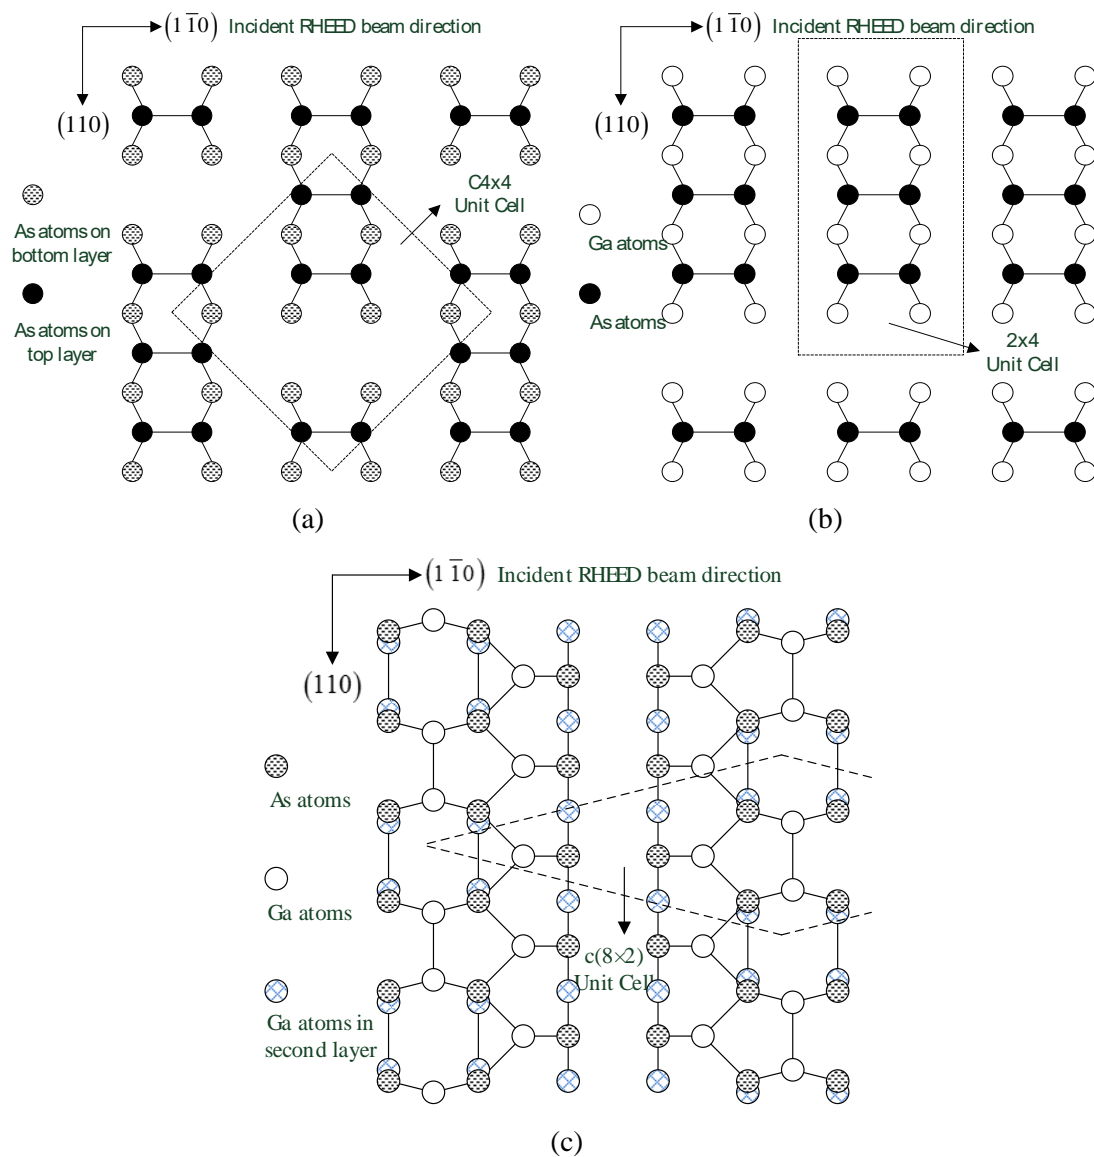 (1 1̅0) Incident RHEED beam direction
(110)
C4x4
Unit Cell
As atoms on
bottom layer
As atoms on
top layer
(a)
(1 1̅0) Incident RHEED beam direction
(110)
Ga atoms
As atoms
2x4
Unit Cell
(b)
(1 1̅0) Incident RHEED beam direction
(110)
As atoms
Ga atoms
c(8×2)
Unit Cell
Ga atoms in
second layer
(c)